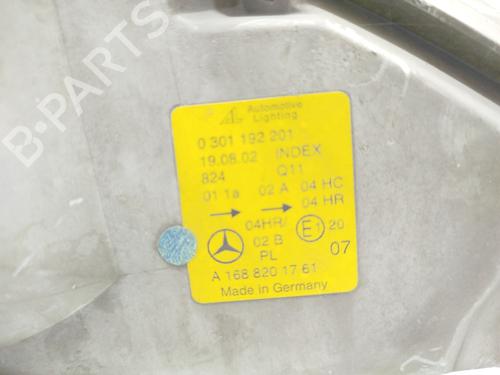 B-PARTS
Automotive
Lighting
0 301 192 201
19.08.02 INDEX
824 Q11
01 1a 02 A 04 HC
04 HR
04HR/ E1 20
02 B 07
PL
A 168 820 17 61
Made in Germany